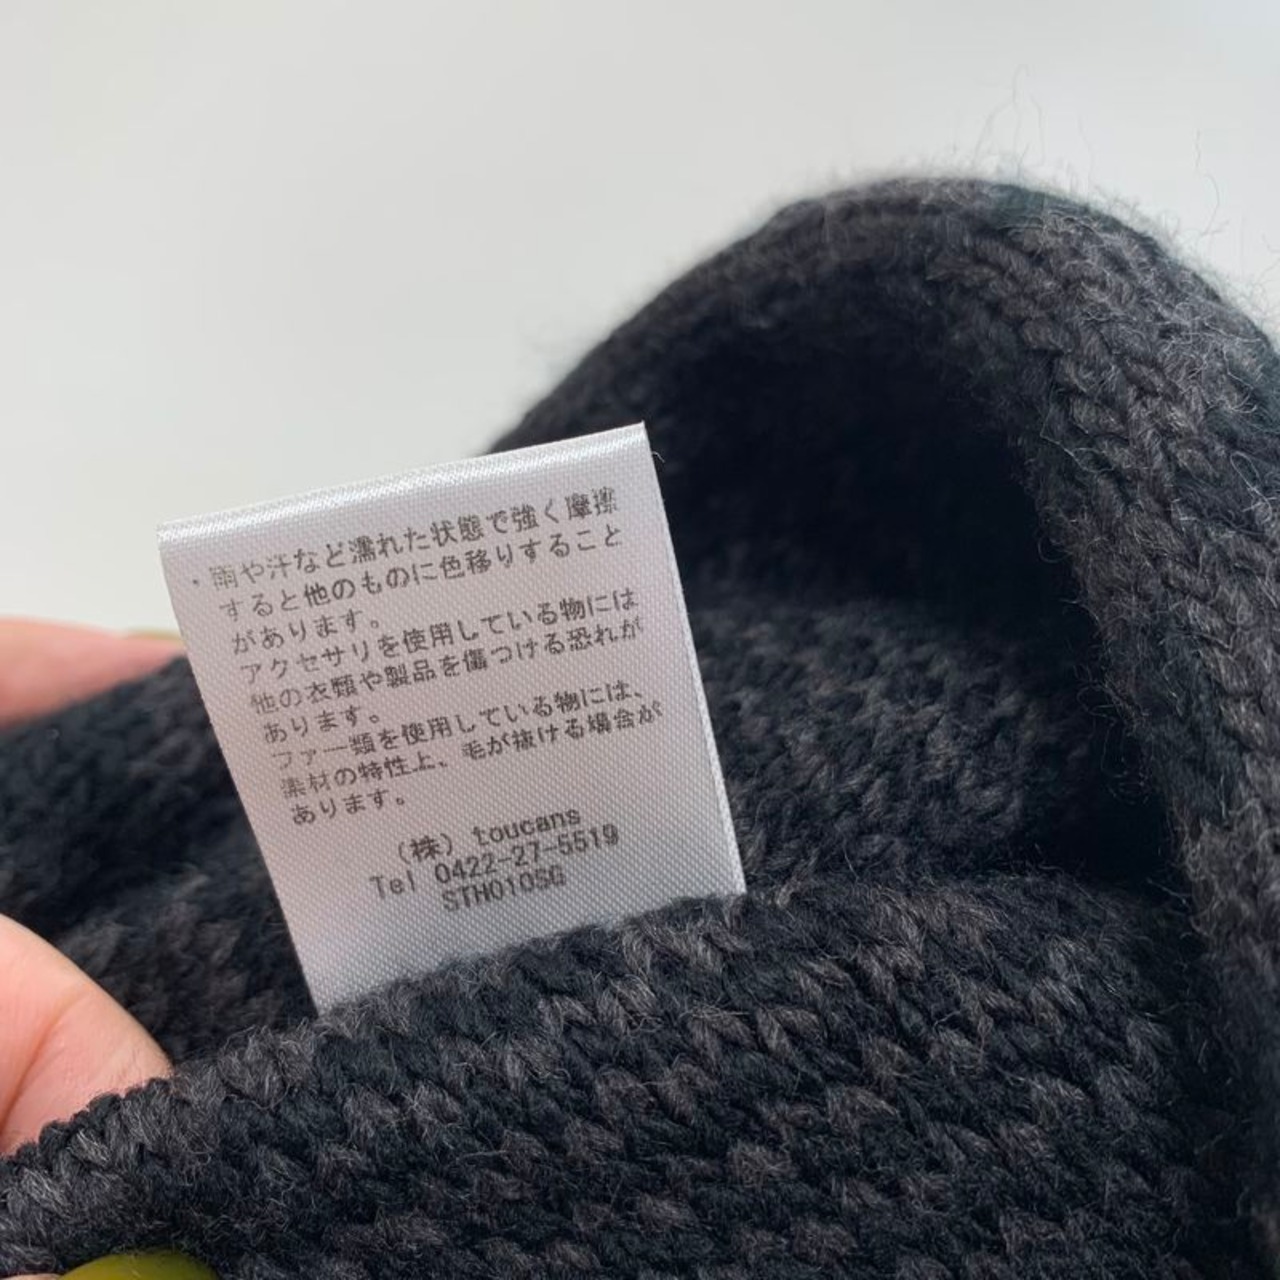 ・雨や汗など濡れた状態で強く摩擦
すると他のものに色移りすること
があります。
アクセサリを使用している物には
他の衣類や製品を傷つける恐れが
あります。
ファー類を使用している物には、
素材の特性上、毛が抜ける場合が
あります。
（株） toucans
Tel 0422-27-5519
STH010SG